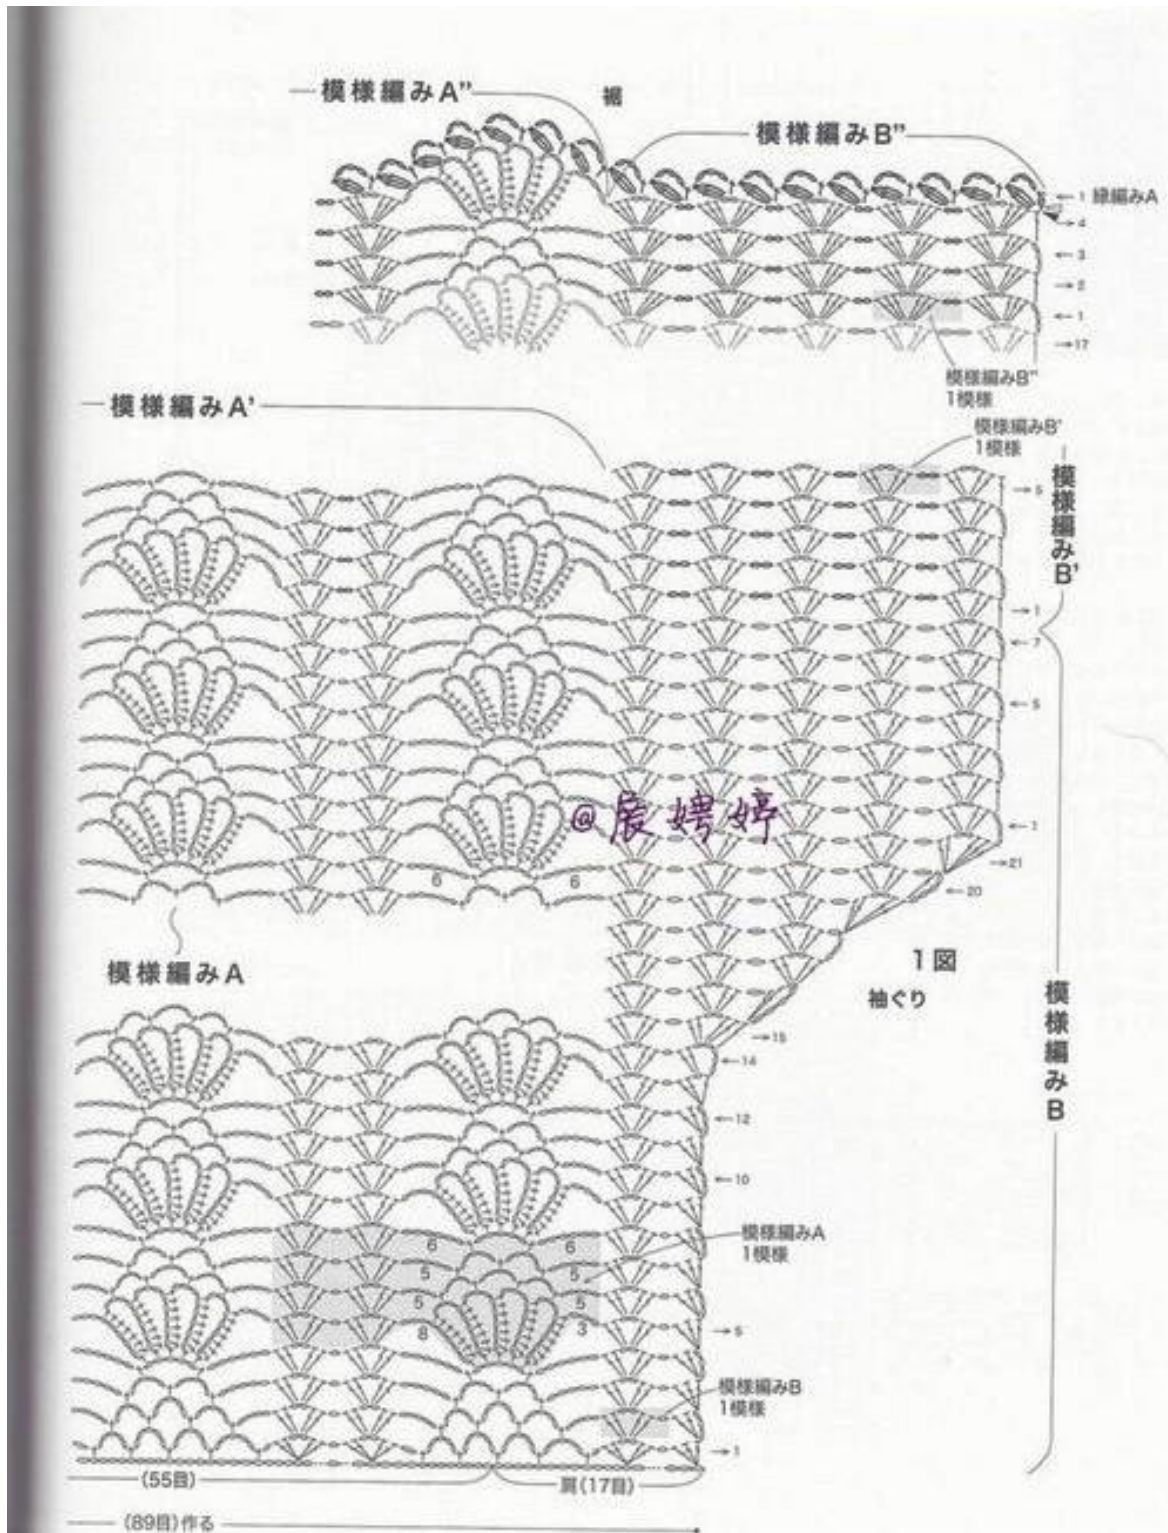 模様編みA"
裾
模様編みB"
1 縁編みA
4
3
2
1
17
模様編みB"
1模様
模様編みA'
模様編みB'
1模様
模様編みB'
5
1
7
5
1
21
20
6 6
@展娉婷
模様編みA
1図
袖ぐり
模様編みB
15
14
12
10
模様編みA
1模様
6 6
5 5
5 5
8 3
5
模様編みB
1模様
1
(55目)
肩(17目)
(89目)作る